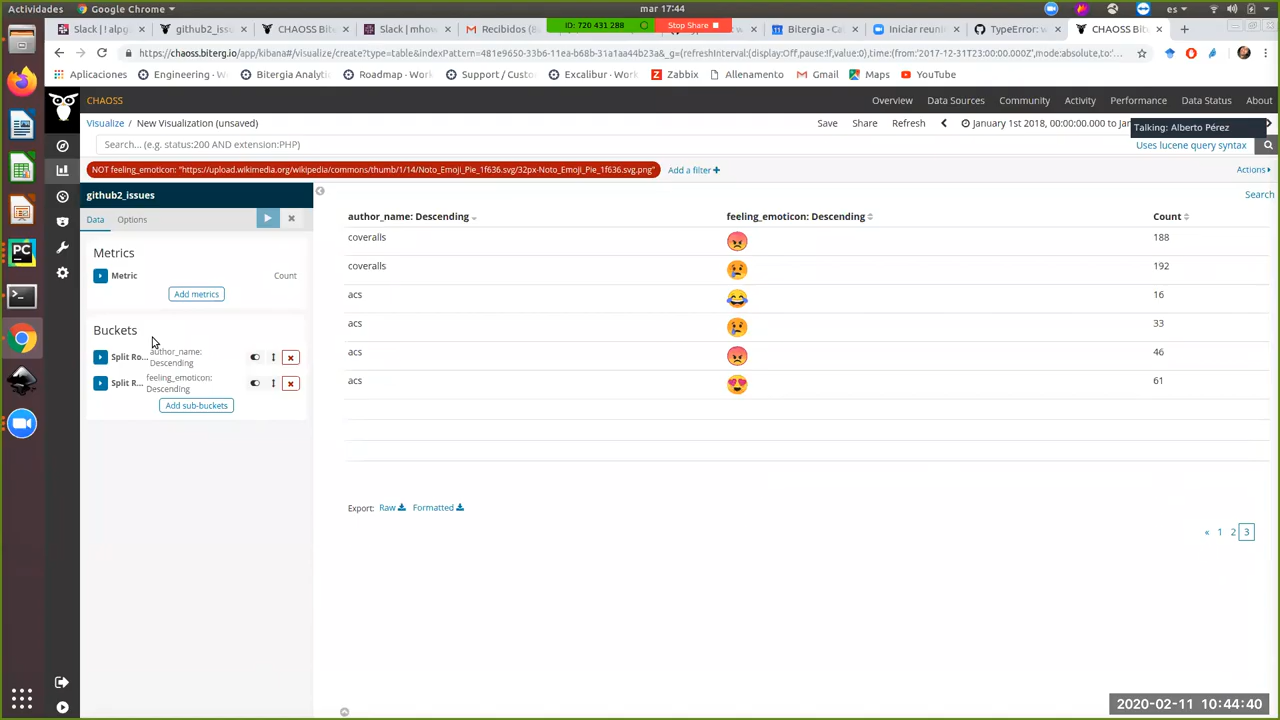 Actividades Google Chrome mar 17:44 es
Slack | ! alpg github2_iss CHAOSS Bi Slack | mhow Recibidos (8 ID: 720 431 288 Stop Share Bitergia - Ca Iniciar reuni TypeError: CHAOSS Bit
https://chaoss.biterg.io/app/kibana#/visualize/create?type=table&indexPattern=481e9650-33b6-11ea-b68b-31a1aa44b23a&_g=(refreshInterval:(display:Off,pause:!f,value:0),time:(from:'2017-12-31T23:00:00.000Z',mode:absolute,to:'...
Aplicaciones Engineering - W Bitergia Analyti Roadmap - Work Support / Custo Excalibur - Work Zabbix Allenamento Gmail Maps YouTube
CHAOSS Overview Data Sources Community Activity Performance Data Status About
Visualize / New Visualization (unsaved) Save Share Refresh January 1st 2018, 00:00:00.000 to Jan
Talking: Alberto Pérez
Search... (e.g. status:200 AND extension:PHP) Uses lucene query syntax
NOT feeling_emoticon: "https://upload.wikimedia.org/wikipedia/commons/thumb/1/14/Noto_Emoji_Pie_1f636.svg/32px-Noto_Emoji_Pie_1f636.svg.png" Add a filter + Actions
github2_issues Search
Data Options
author_name: Descending feeling_emoticon: Descending Count
Metrics
Metric Count
Add metrics
Buckets
Split Ro... author_name: Descending
Split R... feeling_emoticon: Descending
Add sub-buckets
coveralls 188
coveralls 192
acs 16
acs 33
acs 46
acs 61
Export: Raw Formatted
« 1 2 3
2020-02-11 10:44:40